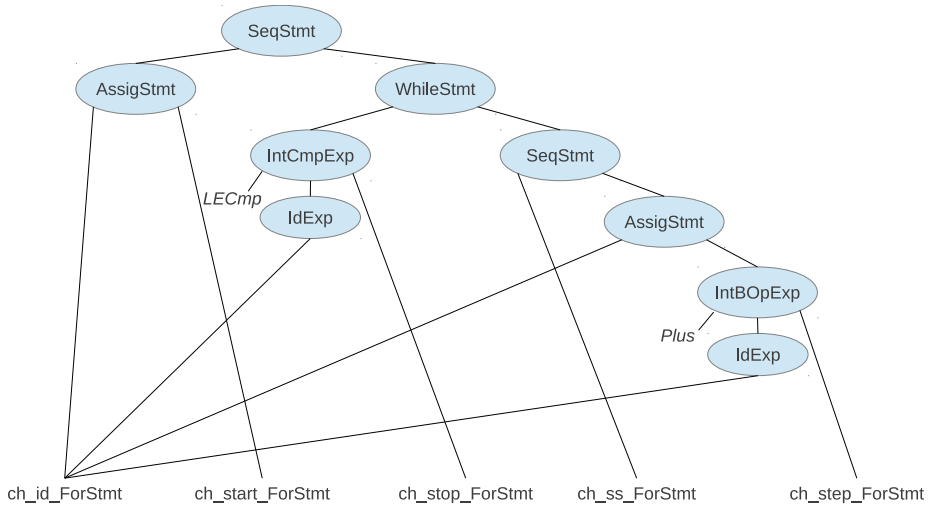 SeqStmt
AssigStmt
WhileStmt
IntCmpExp
SeqStmt
LECmp
IdExp
AssigStmt
IntBOpExp
Plus
IdExp
ch_id_ForStmt
ch_start_ForStmt
ch_stop_ForStmt
ch_ss_ForStmt
ch_step_ForStmt